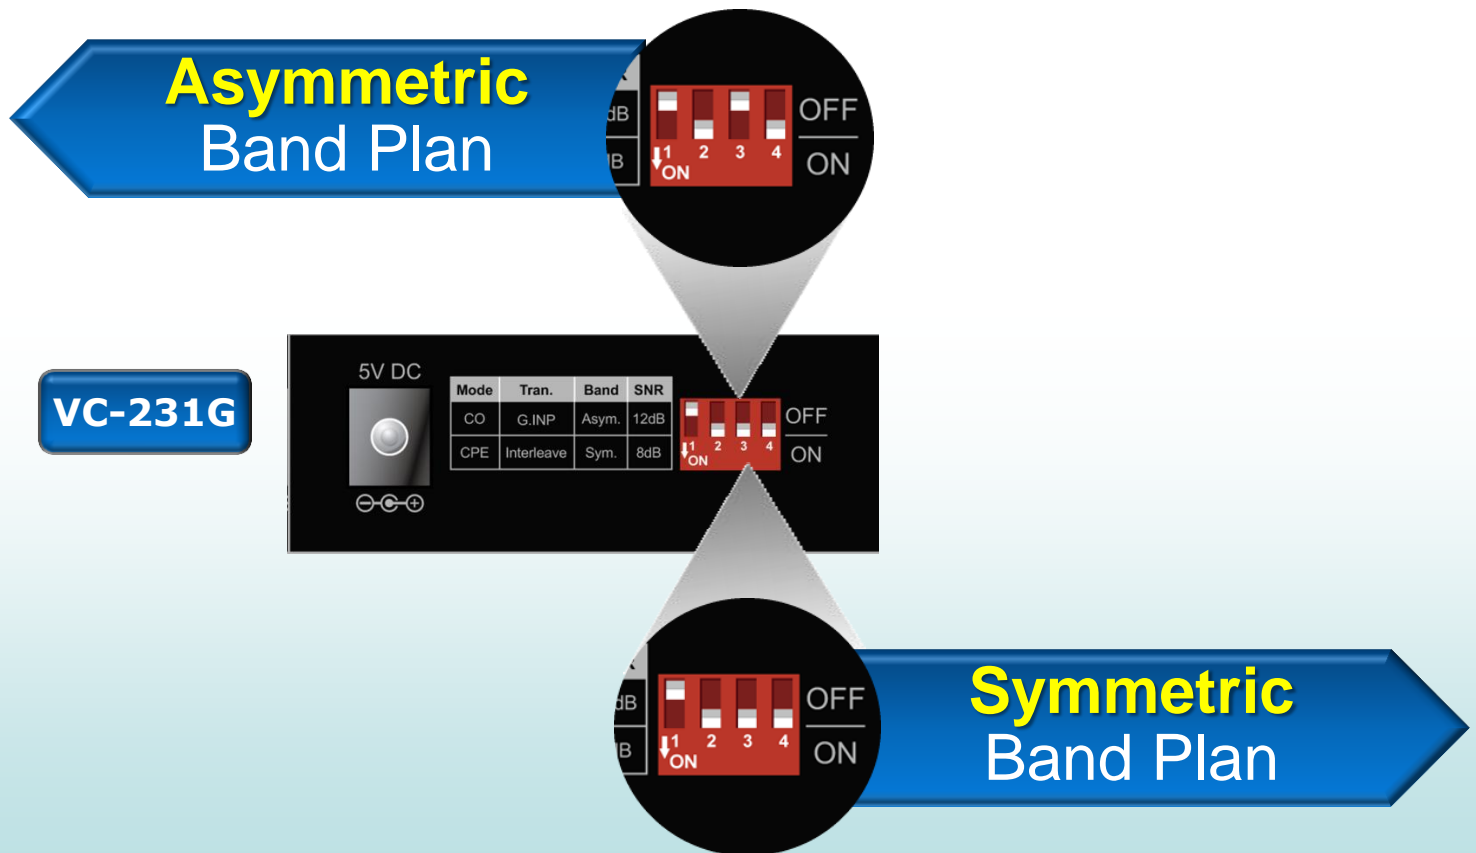 Asymmetric
Band Plan
dB
B
1 2 3 4
ON
OFF
ON
VC-231G
5V DC
Mode Tran. Band SNR
CO G.INP Asym. 12dB
CPE Interleave Sym. 8dB
1 2 3 4
ON
OFF
ON
dB
B
1 2 3 4
ON
OFF
ON
Symmetric
Band Plan